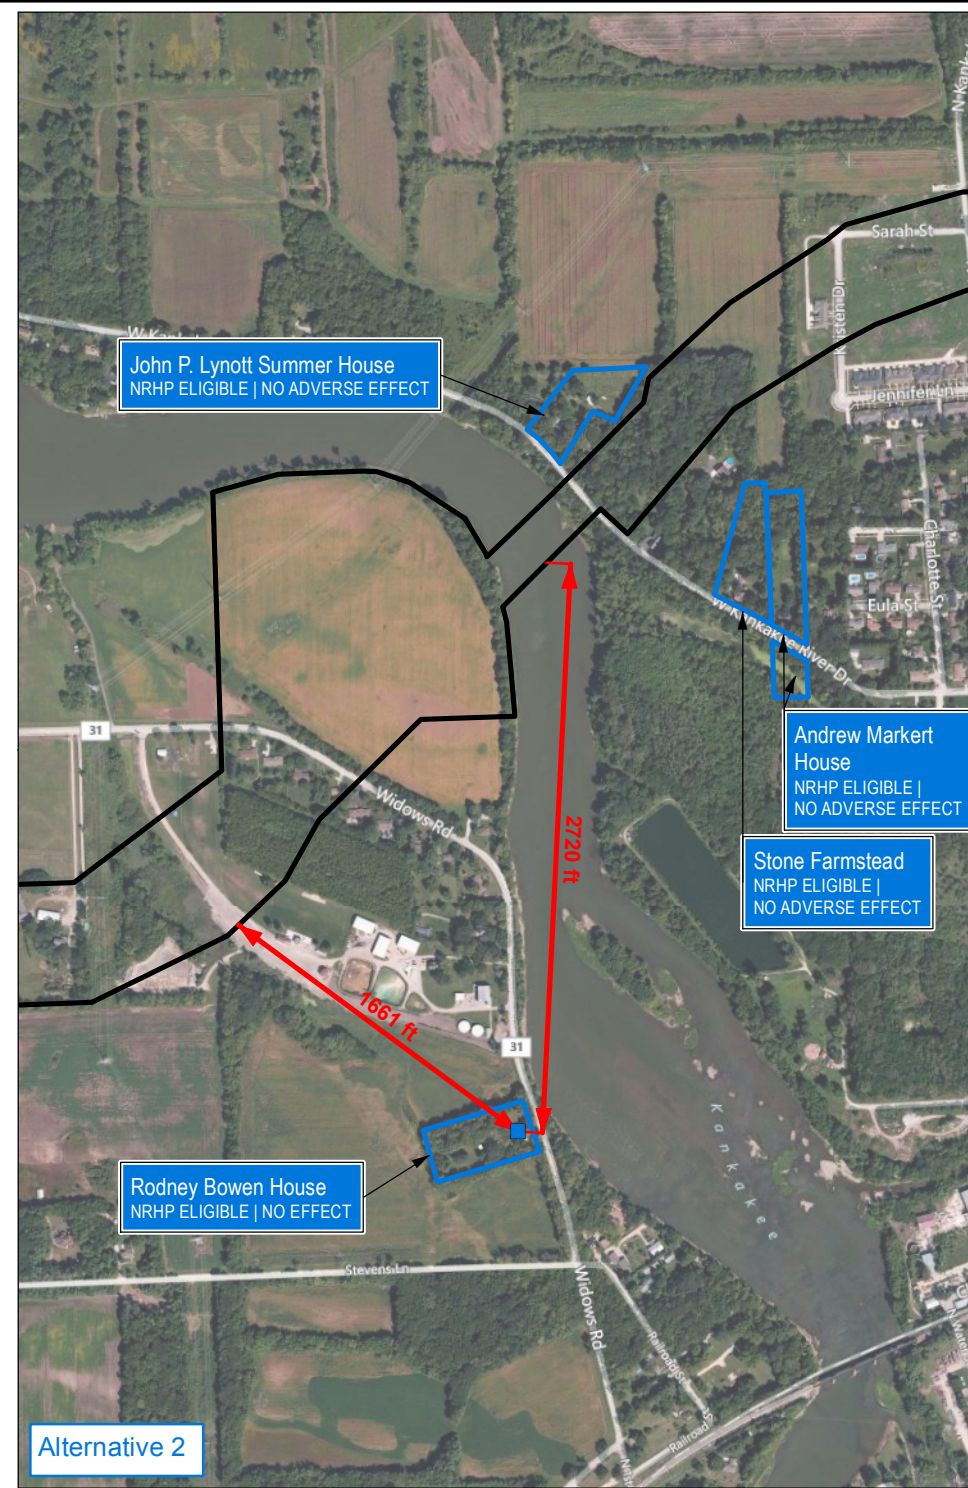 N Kank
Sarah St
Kristen Dr
W Kan
John P. Lynott Summer House
NRHP ELIGIBLE | NO ADVERSE EFFECT
Jennifer Ln
Charlotte St
Eula St
W Kankakee River Dr
31
Andrew Markert
House
NRHP ELIGIBLE |
NO ADVERSE EFFECT
Widows Rd
2720 ft
Stone Farmstead
NRHP ELIGIBLE |
NO ADVERSE EFFECT
1661 ft
31
Kankakee
Rodney Bowen House
NRHP ELIGIBLE | NO EFFECT
Stevens Ln
Widows Rd
Railroad St
N Water
Railroad St
Alternative 2